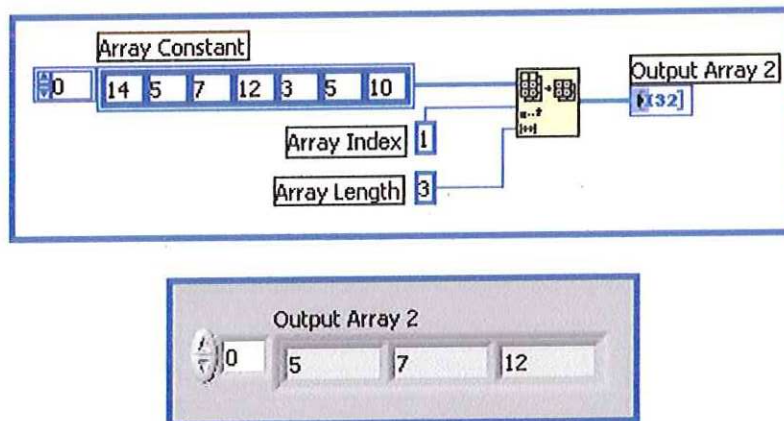 Array Constant
0 14 5 7 12 3 5 10
Output Array 2
[I32]
Array Index 1
Array Length 3
Output Array 2
0 5 7 12